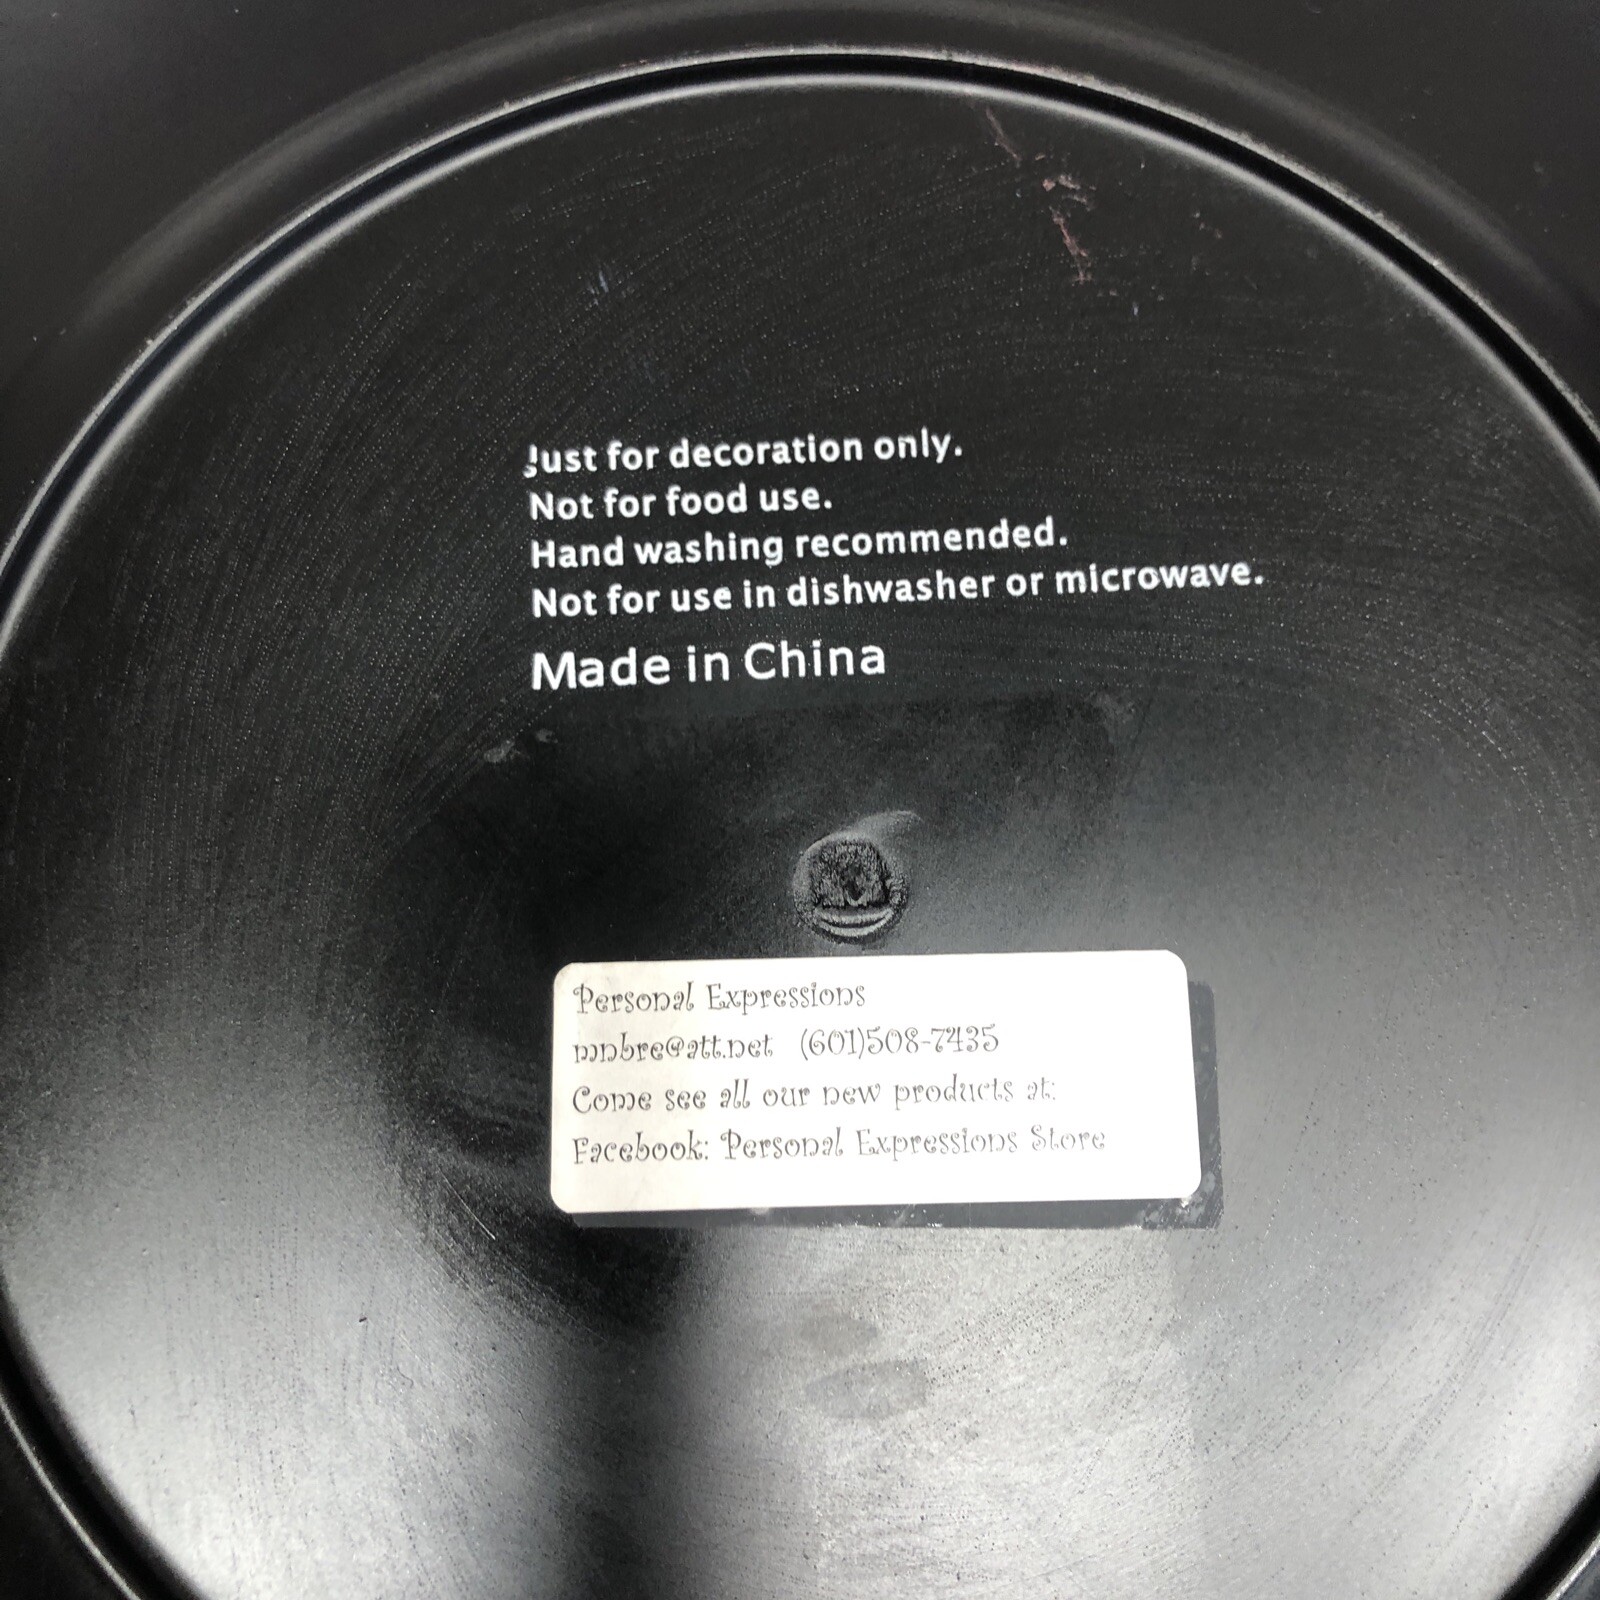 Just for decoration only.
Not for food use.
Hand washing recommended.
Not for use in dishwasher or microwave.
Made in China
Personal Expressions
mnbre@att.net (601)508-7435
Come see all our new products at:
Facebook: Personal Expressions Store